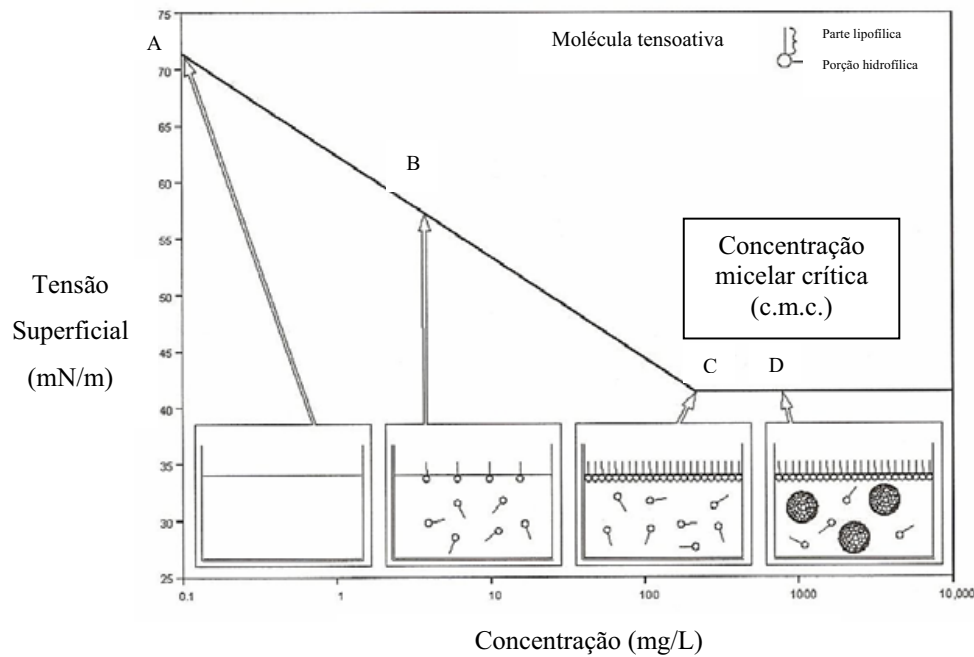 A
Molécula tensoativa
Parte lipofílica
Porção hidrofílica
70
65
B
60
55
Concentração
micelar crítica
(c.m.c.)
Tensão
Superficial
(mN/m)
50
45
C
D
40
35
30
25
0.1
1
10
100
1000
10,000
Concentração (mg/L)